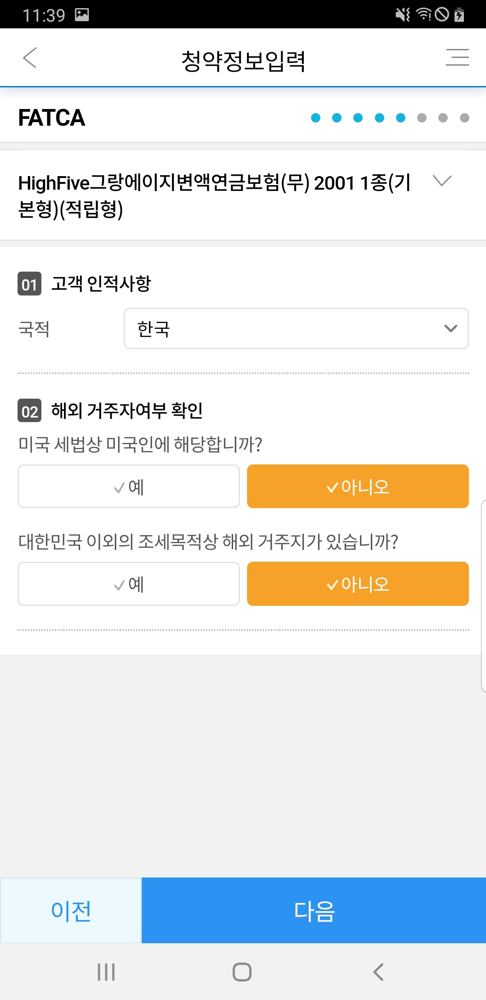 11:39
청약정보입력
FATCA
HighFive그랑에이지변액연금보험(무) 2001 1종(기
본형)(적립형)
01 고객 인적사항
국적 한국
02 해외 거주자여부 확인
미국 세법상 미국인에 해당합니까?
예 아니오
대한민국 이외의 조세목적상 해외 거주지가 있습니까?
예 아니오
이전 다음